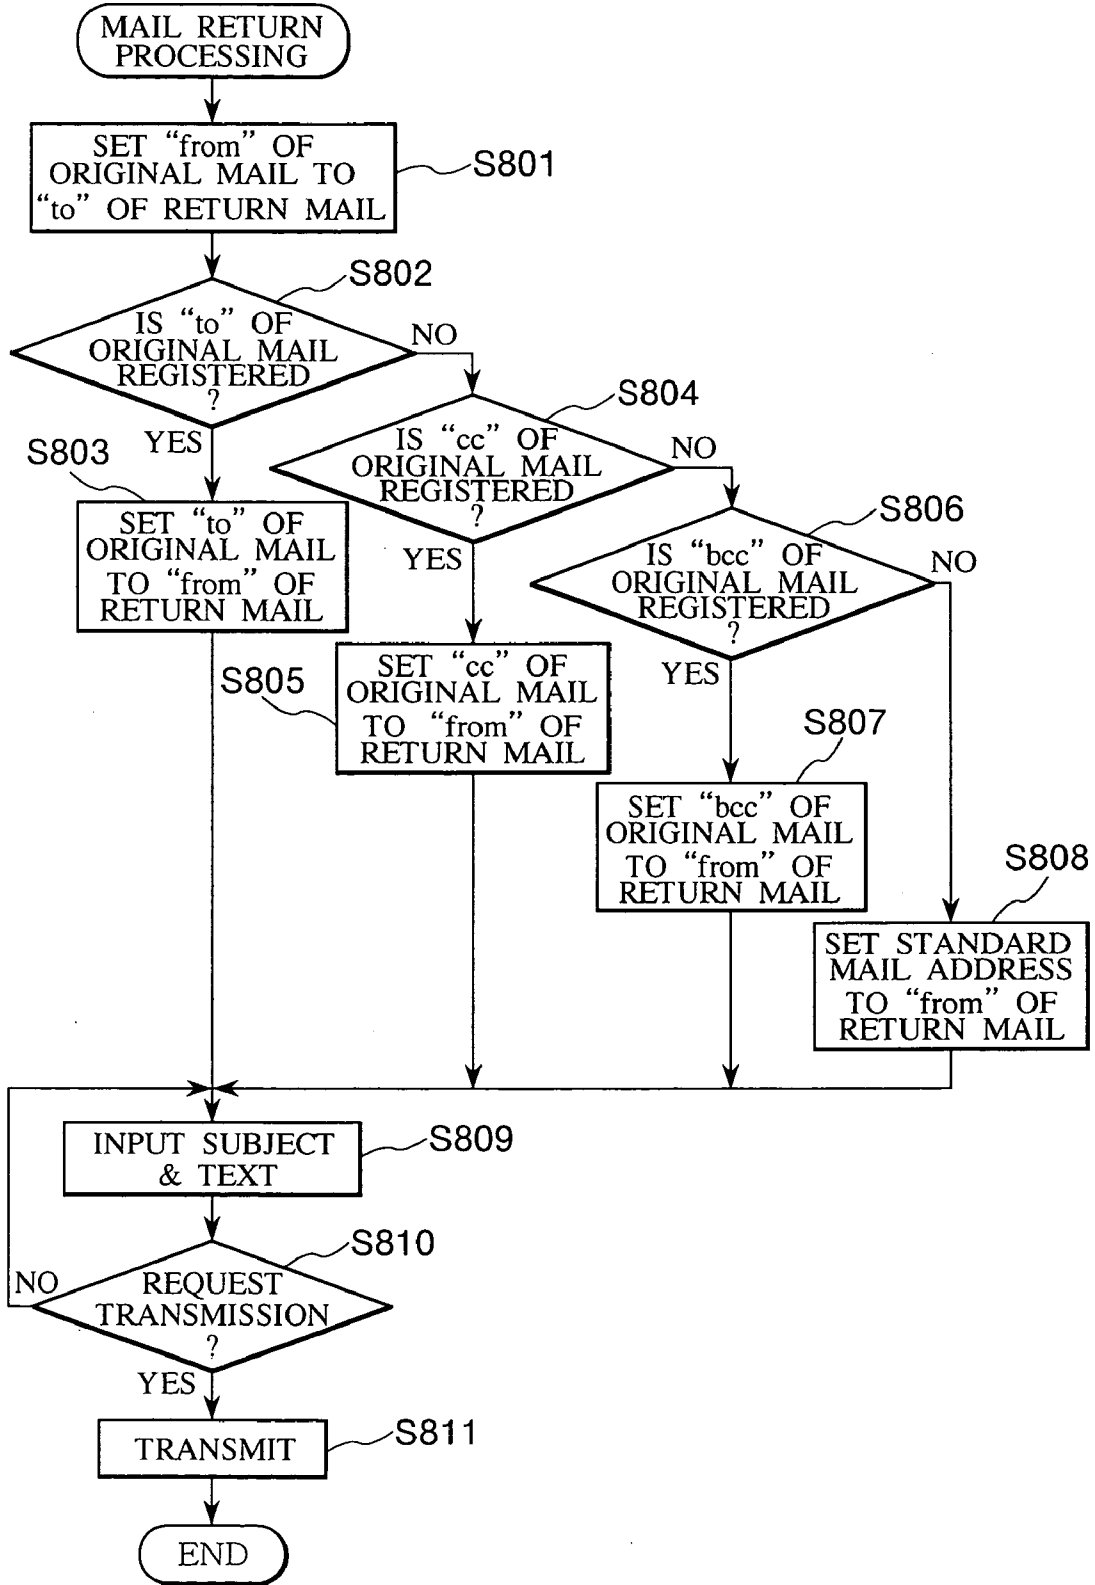 MAIL RETURN
PROCESSING
SET “from” OF
ORIGINAL MAIL TO
“to” OF RETURN MAIL
S801
S802
IS “to” OF
ORIGINAL MAIL
REGISTERED
?
NO
YES
S803
SET “to” OF
ORIGINAL MAIL
TO “from” OF
RETURN MAIL
S804
IS “cc” OF
ORIGINAL MAIL
REGISTERED
?
NO
YES
S805
SET “cc” OF
ORIGINAL MAIL
TO “from” OF
RETURN MAIL
S806
IS “bcc” OF
ORIGINAL MAIL
REGISTERED
?
NO
YES
S807
SET “bcc” OF
ORIGINAL MAIL
TO “from” OF
RETURN MAIL
S808
SET STANDARD
MAIL ADDRESS
TO “from” OF
RETURN MAIL
INPUT SUBJECT
& TEXT
S809
S810
REQUEST
TRANSMISSION
?
NO
YES
TRANSMIT
S811
END